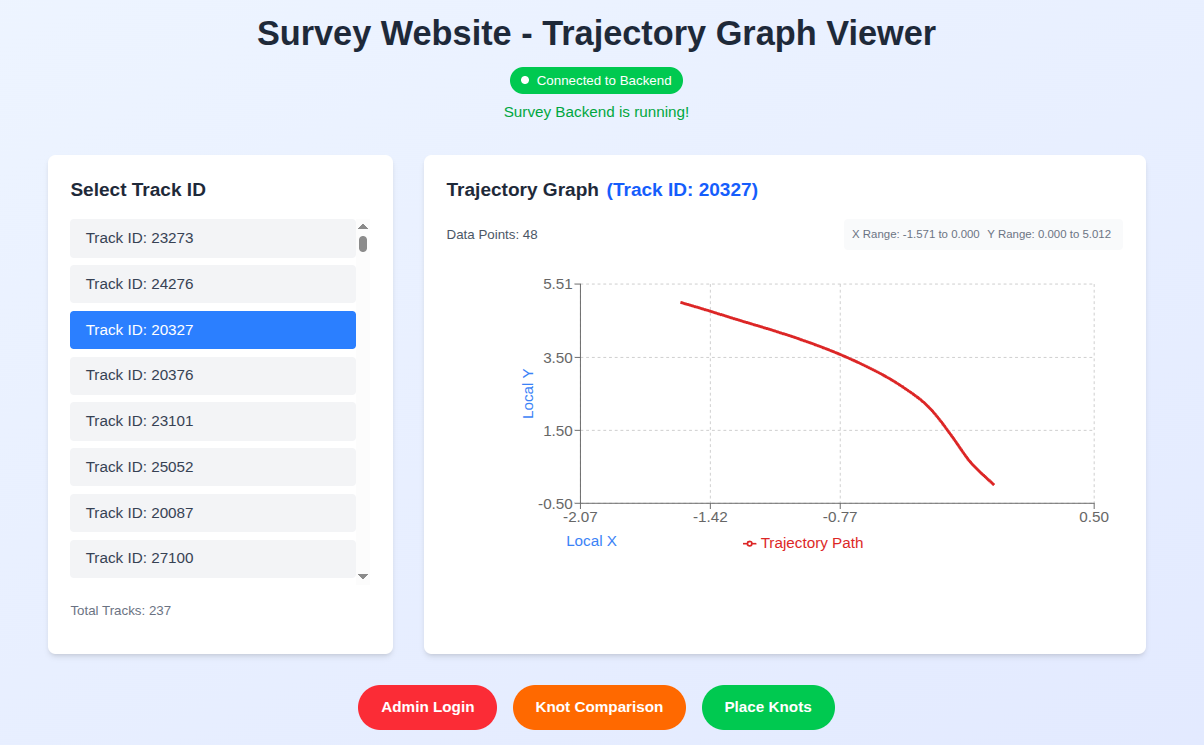 Survey Website - Trajectory Graph Viewer
Connected to Backend
Survey Backend is running!
Select Track ID
Track ID: 23273
Track ID: 24276
Track ID: 20327
Track ID: 20376
Track ID: 23101
Track ID: 25052
Track ID: 20087
Track ID: 27100
Total Tracks: 237
Trajectory Graph (Track ID: 20327)
Data Points: 48
X Range: -1.571 to 0.000 Y Range: 0.000 to 5.012
5.51
3.50
1.50
-0.50
Local Y
-2.07 -1.42 -0.77 0.50
Local X
Trajectory Path
Admin Login Knot Comparison Place Knots